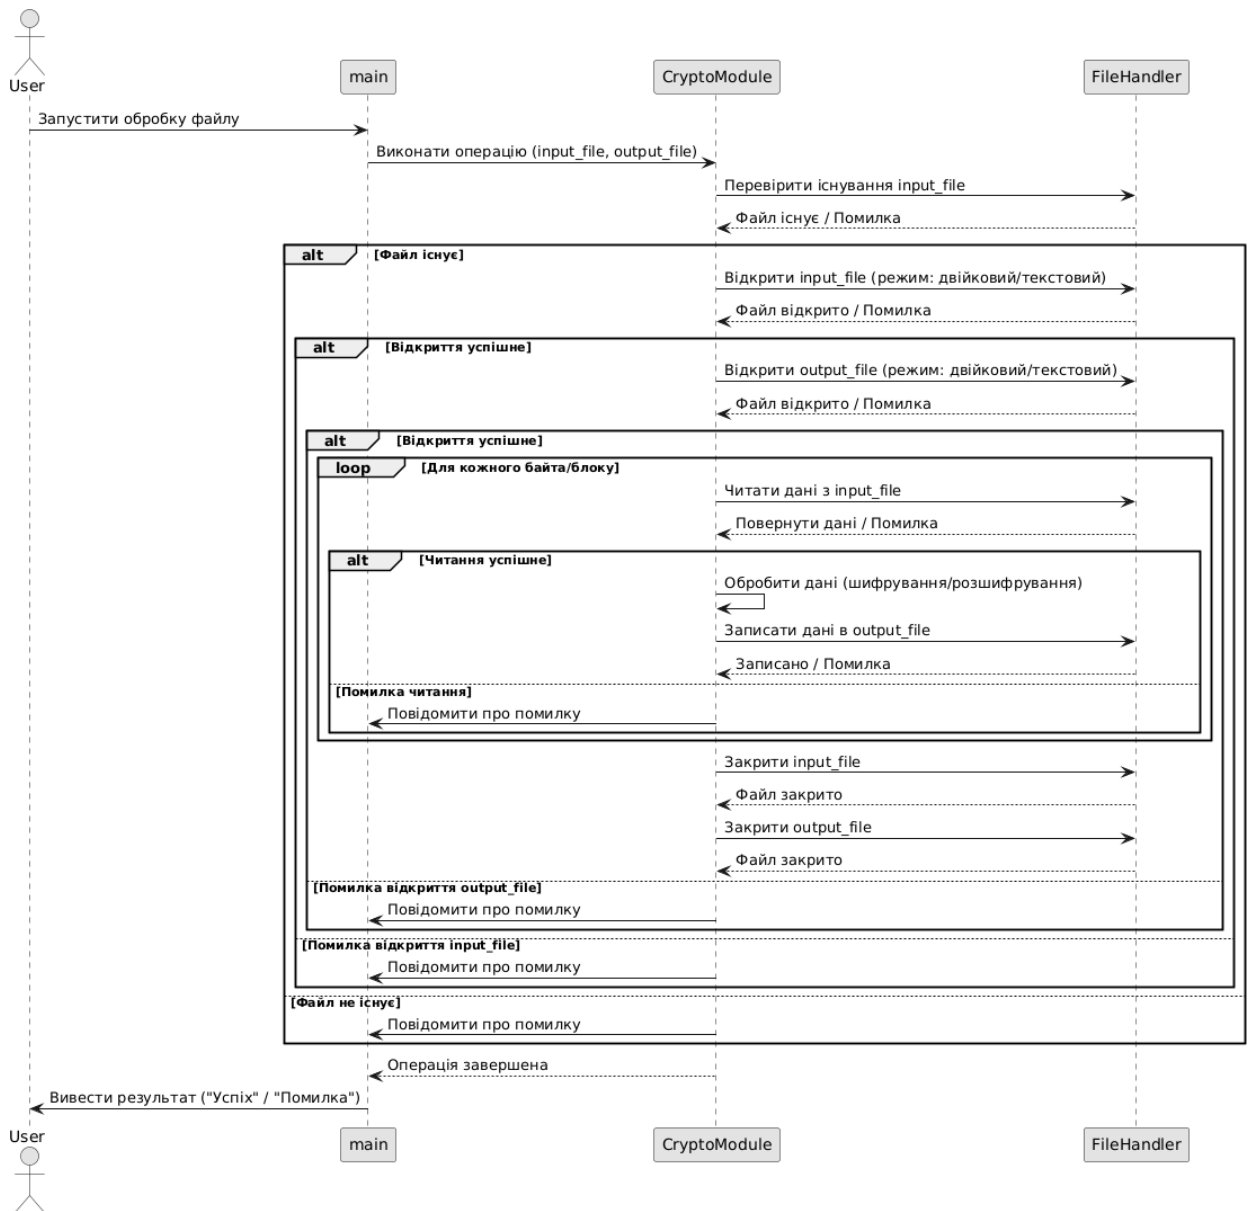 User
main
CryptoModule
FileHandler
Запустити обробку файлу
Виконати операцію (input_file, output_file)
Перевірити існування input_file
Файл існує / Помилка
alt [Файл існує]
Відкрити input_file (режим: двійковий/текстовий)
Файл відкрито / Помилка
alt [Відкриття успішне]
Відкрити output_file (режим: двійковий/текстовий)
Файл відкрито / Помилка
alt [Відкриття успішне]
loop [Для кожного байта/блоку]
Читати дані з input_file
Повернути дані / Помилка
alt [Читання успішне]
Обробити дані (шифрування/розшифрування)
Записати дані в output_file
Записано / Помилка
[Помилка читання]
Повідомити про помилку
Закрити input_file
Файл закрито
Закрити output_file
Файл закрито
[Помилка відкриття output_file]
Повідомити про помилку
[Помилка відкриття input_file]
Повідомити про помилку
[Файл не існує]
Повідомити про помилку
Операція завершена
Вивести результат ("Успіх" / "Помилка")
User
main
CryptoModule
FileHandler